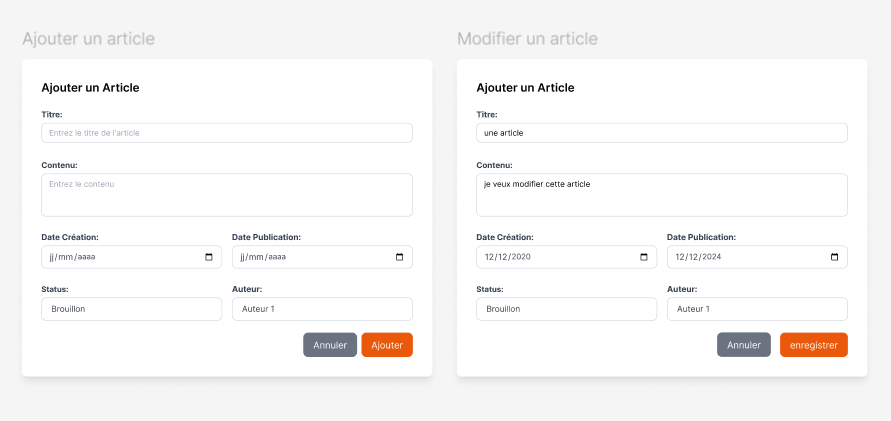 Ajouter un article
Ajouter un Article
Titre:
Entrez le titre de l'article
Contenu:
Entrez le contenu
Date Création: Date Publication:
jj/mm/aaaa jj/mm/aaaa
Status: Auteur:
Brouillon Auteur 1
Annuler Ajouter
Modifier un article
Ajouter un Article
Titre:
une article
Contenu:
je veux modifier cette article
Date Création: Date Publication:
12/12/2020 12/12/2024
Status: Auteur:
Brouillon Auteur 1
Annuler enregistrer